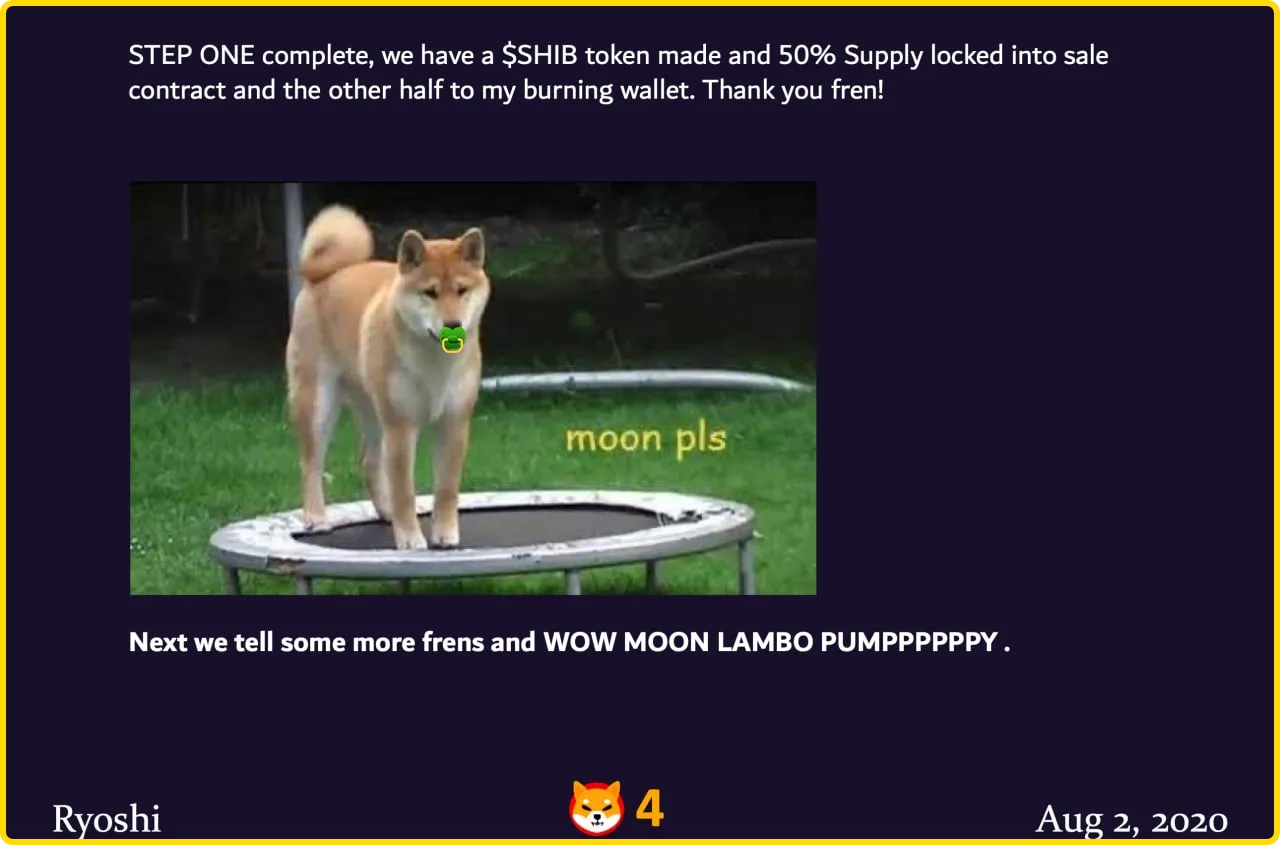 STEP ONE complete, we have a $SHIB token made and 50% Supply locked into sale
contract and the other half to my burning wallet. Thank you fren!
moon pls
Next we tell some more frens and WOW MOON LAMBO PUMPPPPPPY .
Ryoshi
4
Aug 2, 2020